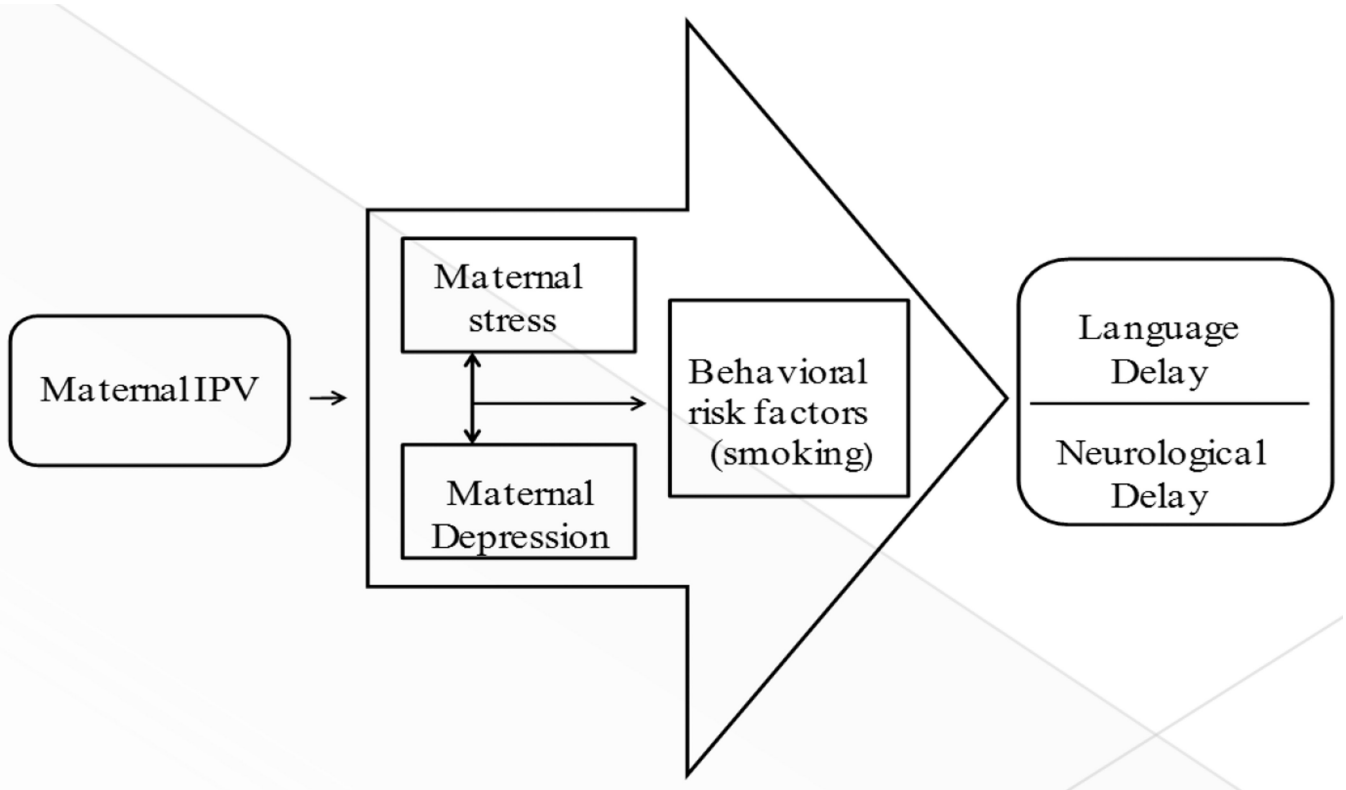 Maternal IPV
Maternal
stress
Maternal
Depression
Behavioral
risk factors
(smoking)
Language
Delay
Neurological
Delay